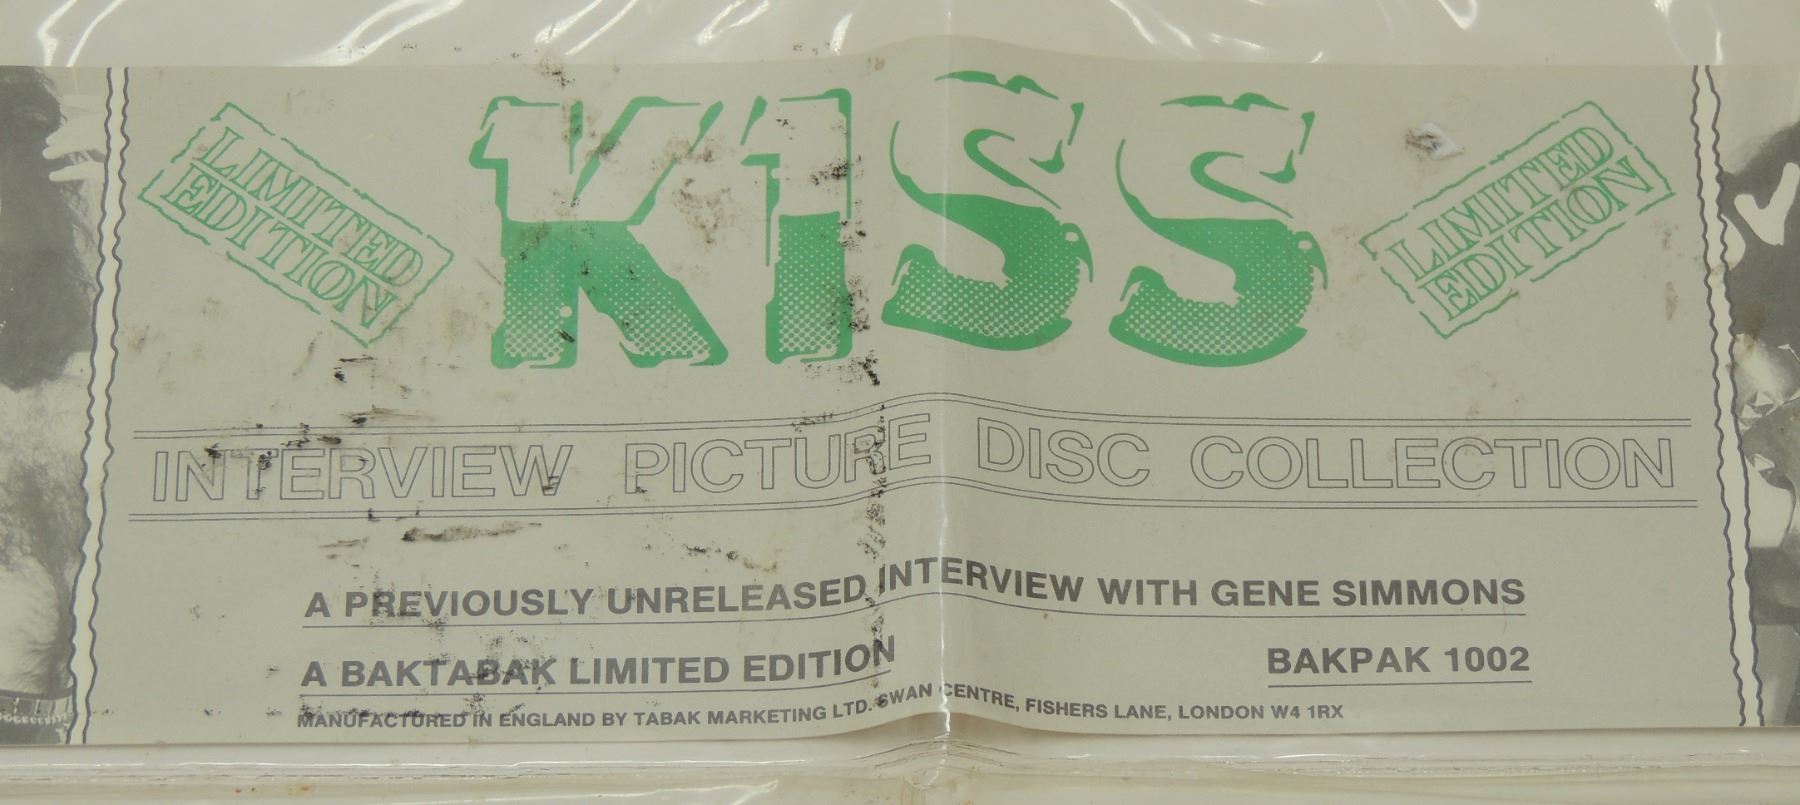 LIMITED
EDITION
KISS
LIMITED
EDITION
INTERVIEW PICTURE DISC COLLECTION
A PREVIOUSLY UNRELEASED INTERVIEW WITH GENE SIMMONS
A BAKTABAK LIMITED EDITION
BAKPAK 1002
MANUFACTURED IN ENGLAND BY TABAK MARKETING LTD. SWAN CENTRE, FISHERS LANE, LONDON W4 1RX